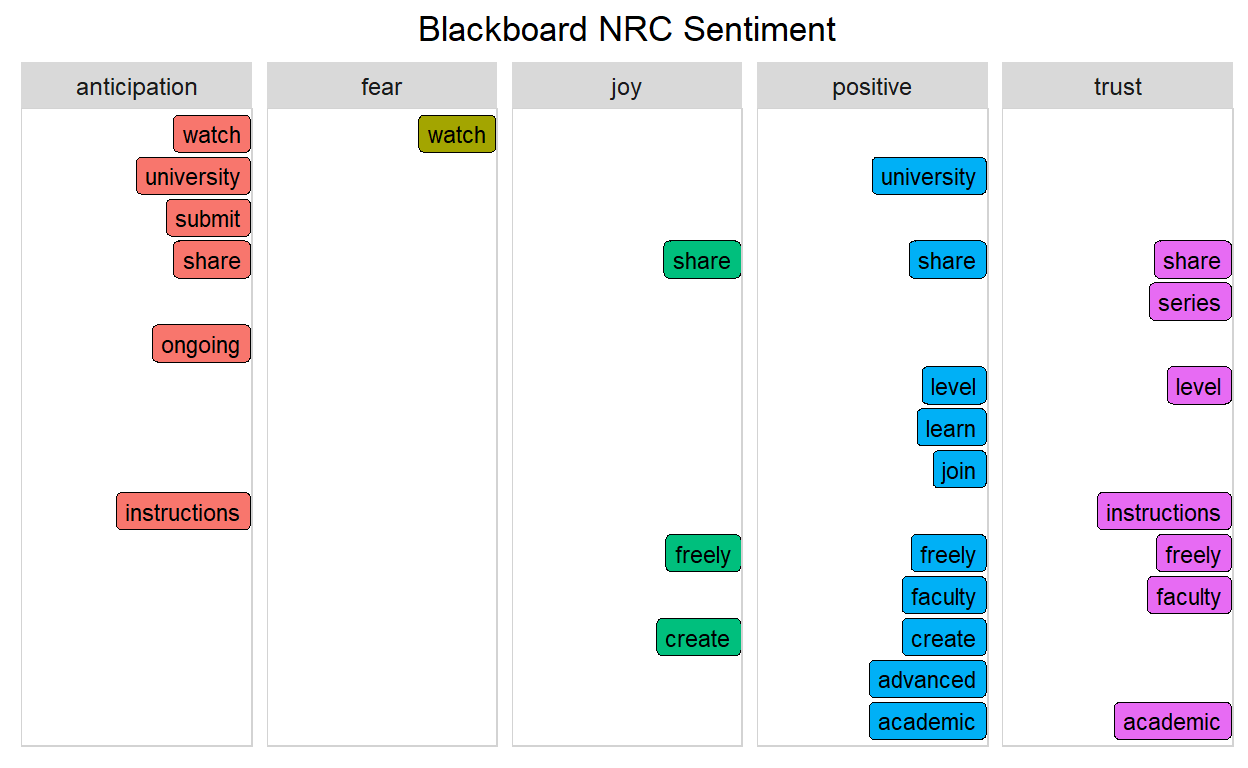 Blackboard NRC Sentiment
anticipation fear joy positive trust
watch watch
university university
submit
share share share share
series
ongoing
level level
learn
join
instructions instructions
freely freely freely
faculty faculty
create create
advanced
academic academic